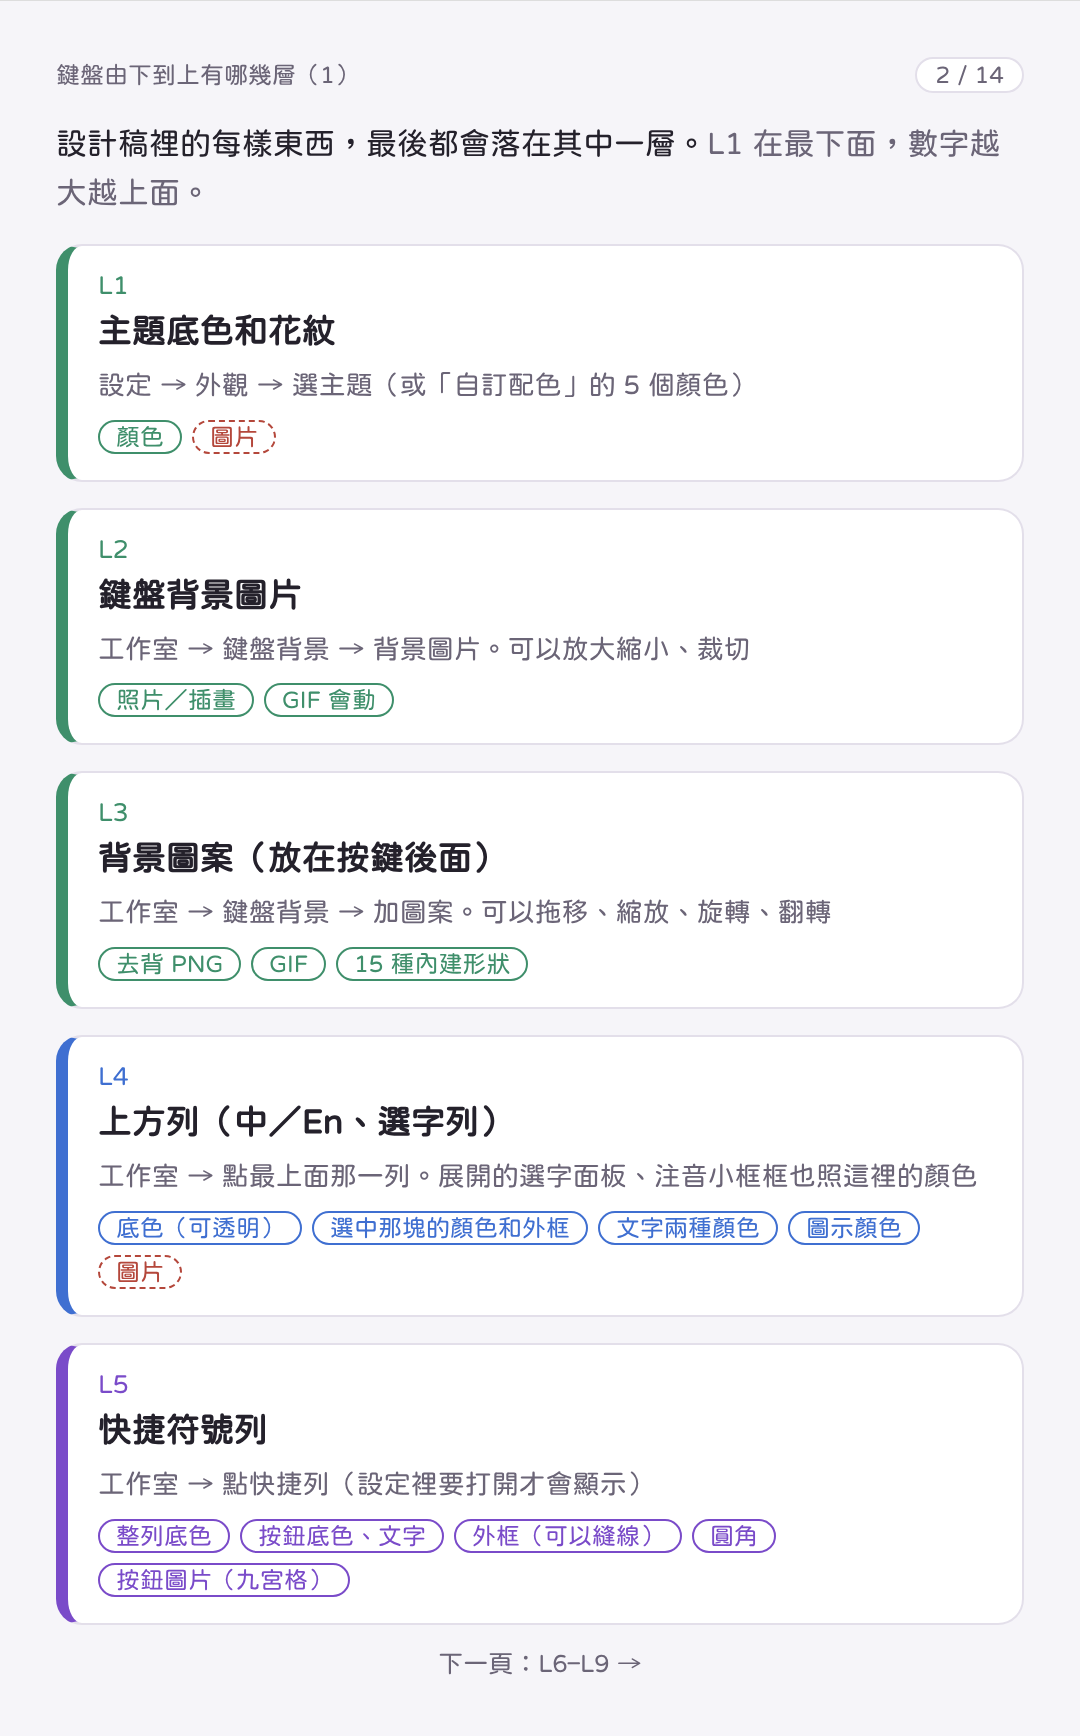 鍵盤由下到上有哪幾層（1）
2 / 14
設計稿裡的每樣東西，最後都會落在其中一層。L1 在最下面，數字越
大越上面。
L1
主題底色和花紋
設定 → 外觀 → 選主題（或「自訂配色」的 5 個顏色）
顏色 圖片
L2
鍵盤背景圖片
工作室 → 鍵盤背景 → 背景圖片。可以放大縮小、裁切
照片／插畫 GIF 會動
L3
背景圖案（放在按鍵後面）
工作室 → 鍵盤背景 → 加圖案。可以拖移、縮放、旋轉、翻轉
去背 PNG GIF 15 種內建形狀
L4
上方列（中／En、選字列）
工作室 → 點最上面那一列。展開的選字面板、注音小框框也照這裡的顏色
底色（可透明） 選中那塊的顏色和外框 文字兩種顏色 圖示顏色
圖片
L5
快捷符號列
工作室 → 點快捷列（設定裡要打開才會顯示）
整列底色 按鈕底色、文字 外框（可以縫線） 圓角
按鈕圖片（九宮格）
下一頁：L6–L9 →